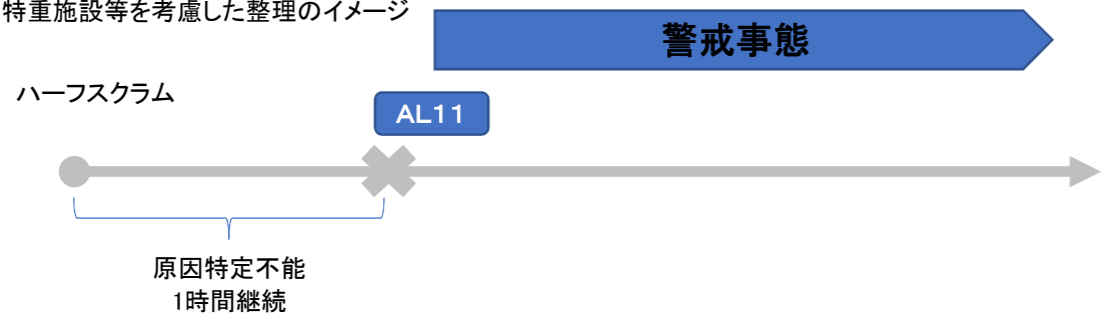 特重施設等を考慮した整理のイメージ
警戒事態
ハーフスクラム
AL11
原因特定不能
1時間継続